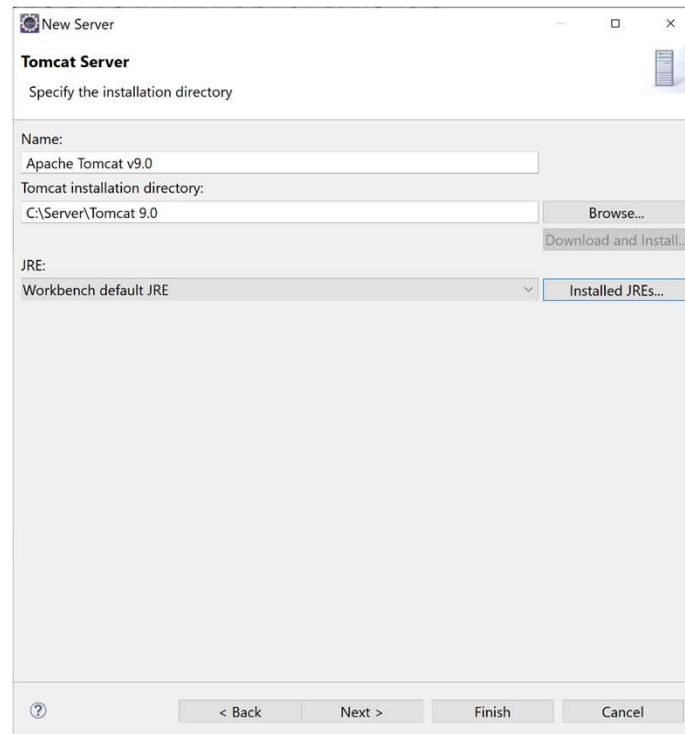 New Server
Tomcat Server
Specify the installation directory
Name:
Apache Tomcat v9.0
Tomcat installation directory:
C:\Server\Tomcat 9.0
Browse...
Download and Install..
JRE:
Workbench default JRE
Installed JREs...
?
< Back
Next >
Finish
Cancel